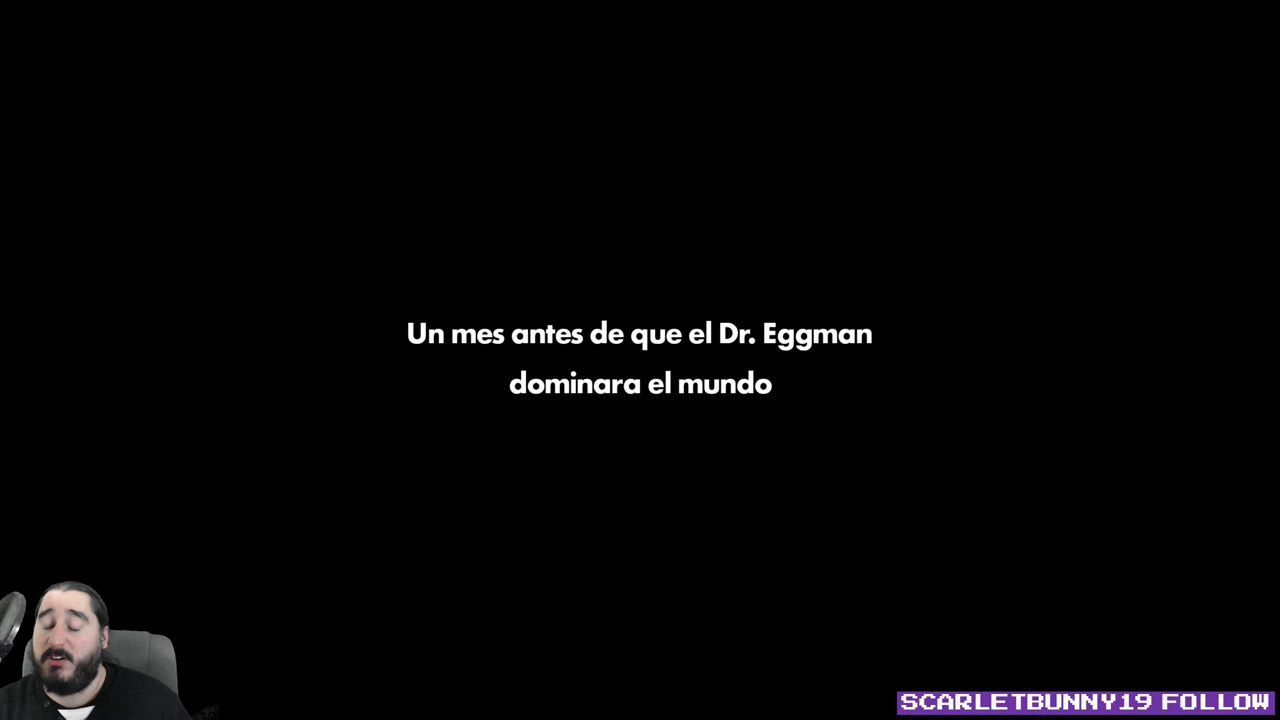 Un mes antes de que el Dr. Eggman
dominara el mundo
SCARLETBUNNY19 FOLLOW